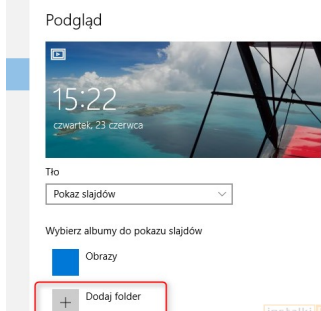 Podgląd
15:22
czwartek, 23 czerwca
Tło
Pokaz slajdów
Wybierz albumy do pokazu slajdów
Obrazy
Dodaj folder